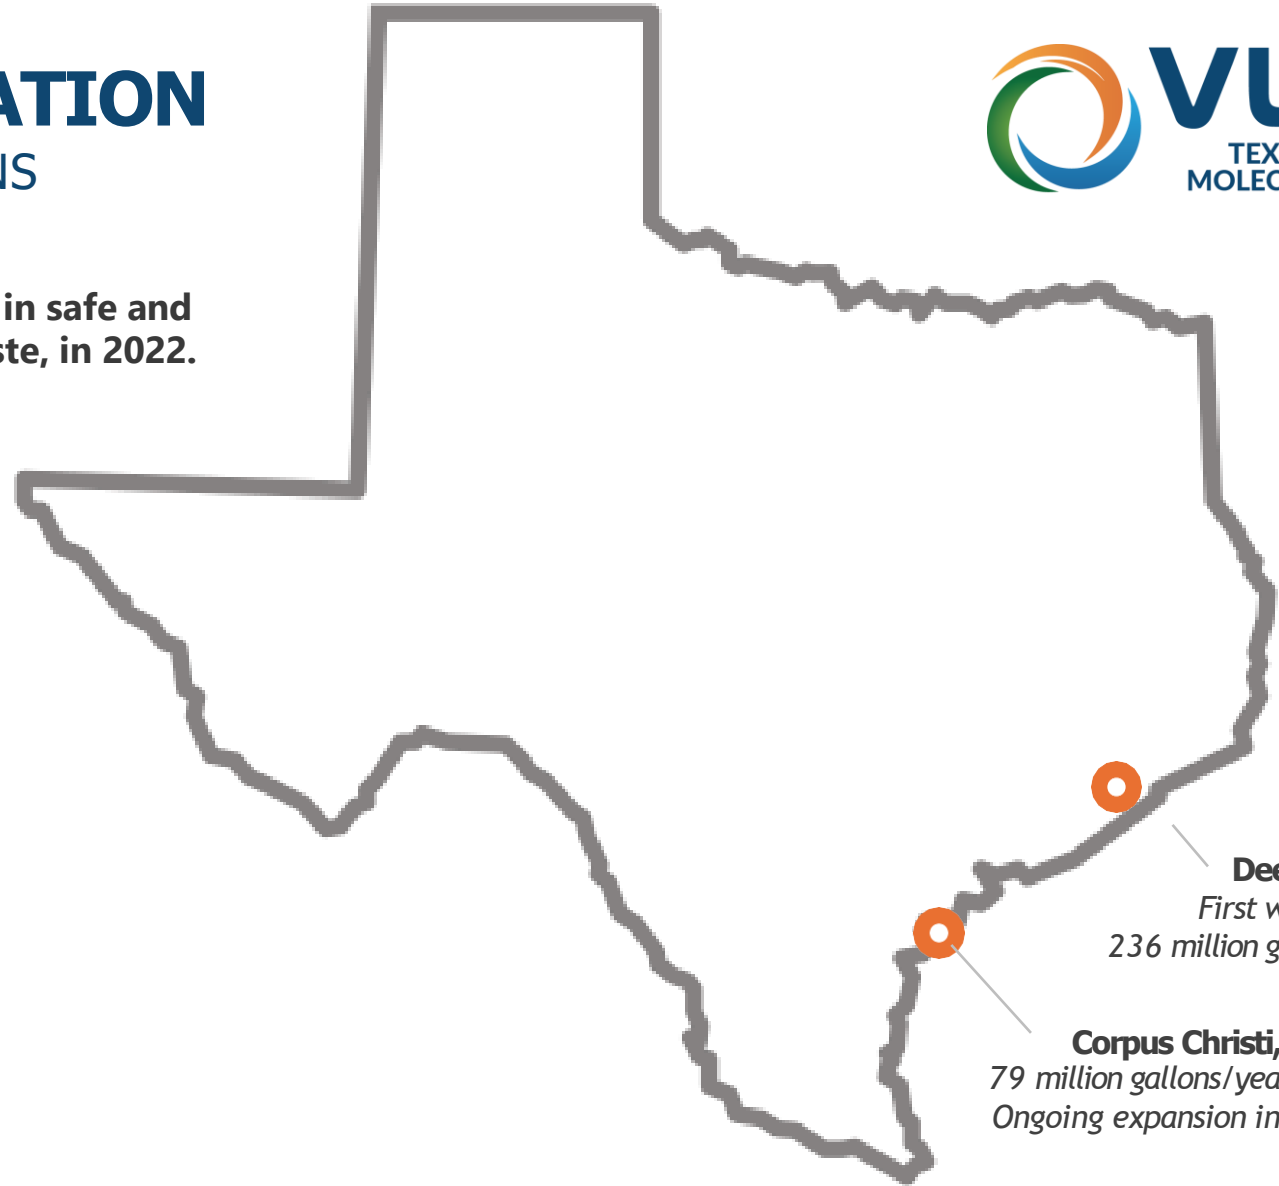 ATION
NS
in safe and
ste, in 2022.
VU
TEX
MOLEC
Dee
First w
236 million g
Corpus Christi,
79 million gallons/yea
Ongoing expansion in